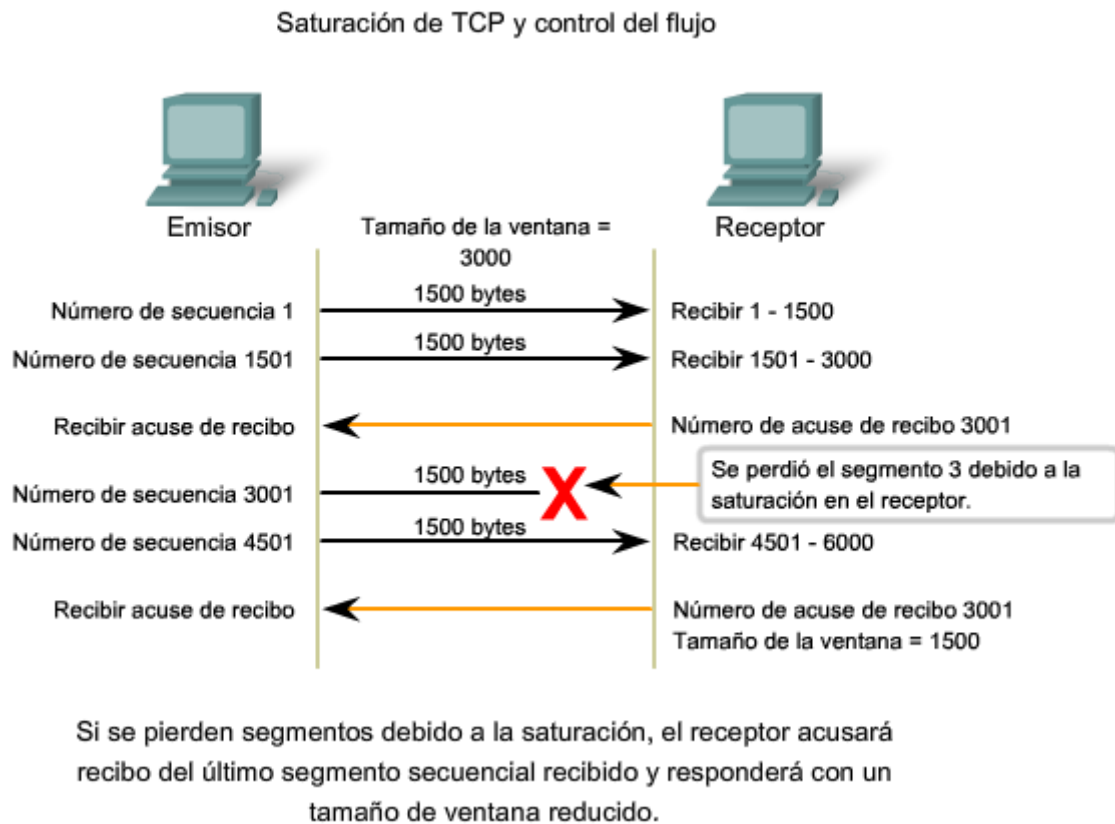 Saturación de TCP y control del flujo
Emisor
Tamaño de la ventana =
3000
Receptor
Número de secuencia 1
1500 bytes
Recibir 1 - 1500
Número de secuencia 1501
1500 bytes
Recibir 1501 - 3000
Recibir acuse de recibo
Número de acuse de recibo 3001
Número de secuencia 3001
1500 bytes
X
Se perdió el segmento 3 debido a la
saturación en el receptor.
Número de secuencia 4501
1500 bytes
Recibir 4501 - 6000
Recibir acuse de recibo
Número de acuse de recibo 3001
Tamaño de la ventana = 1500
Si se pierden segmentos debido a la saturación, el receptor acusará
recibo del último segmento secuencial recibido y responderá con un
tamaño de ventana reducido.